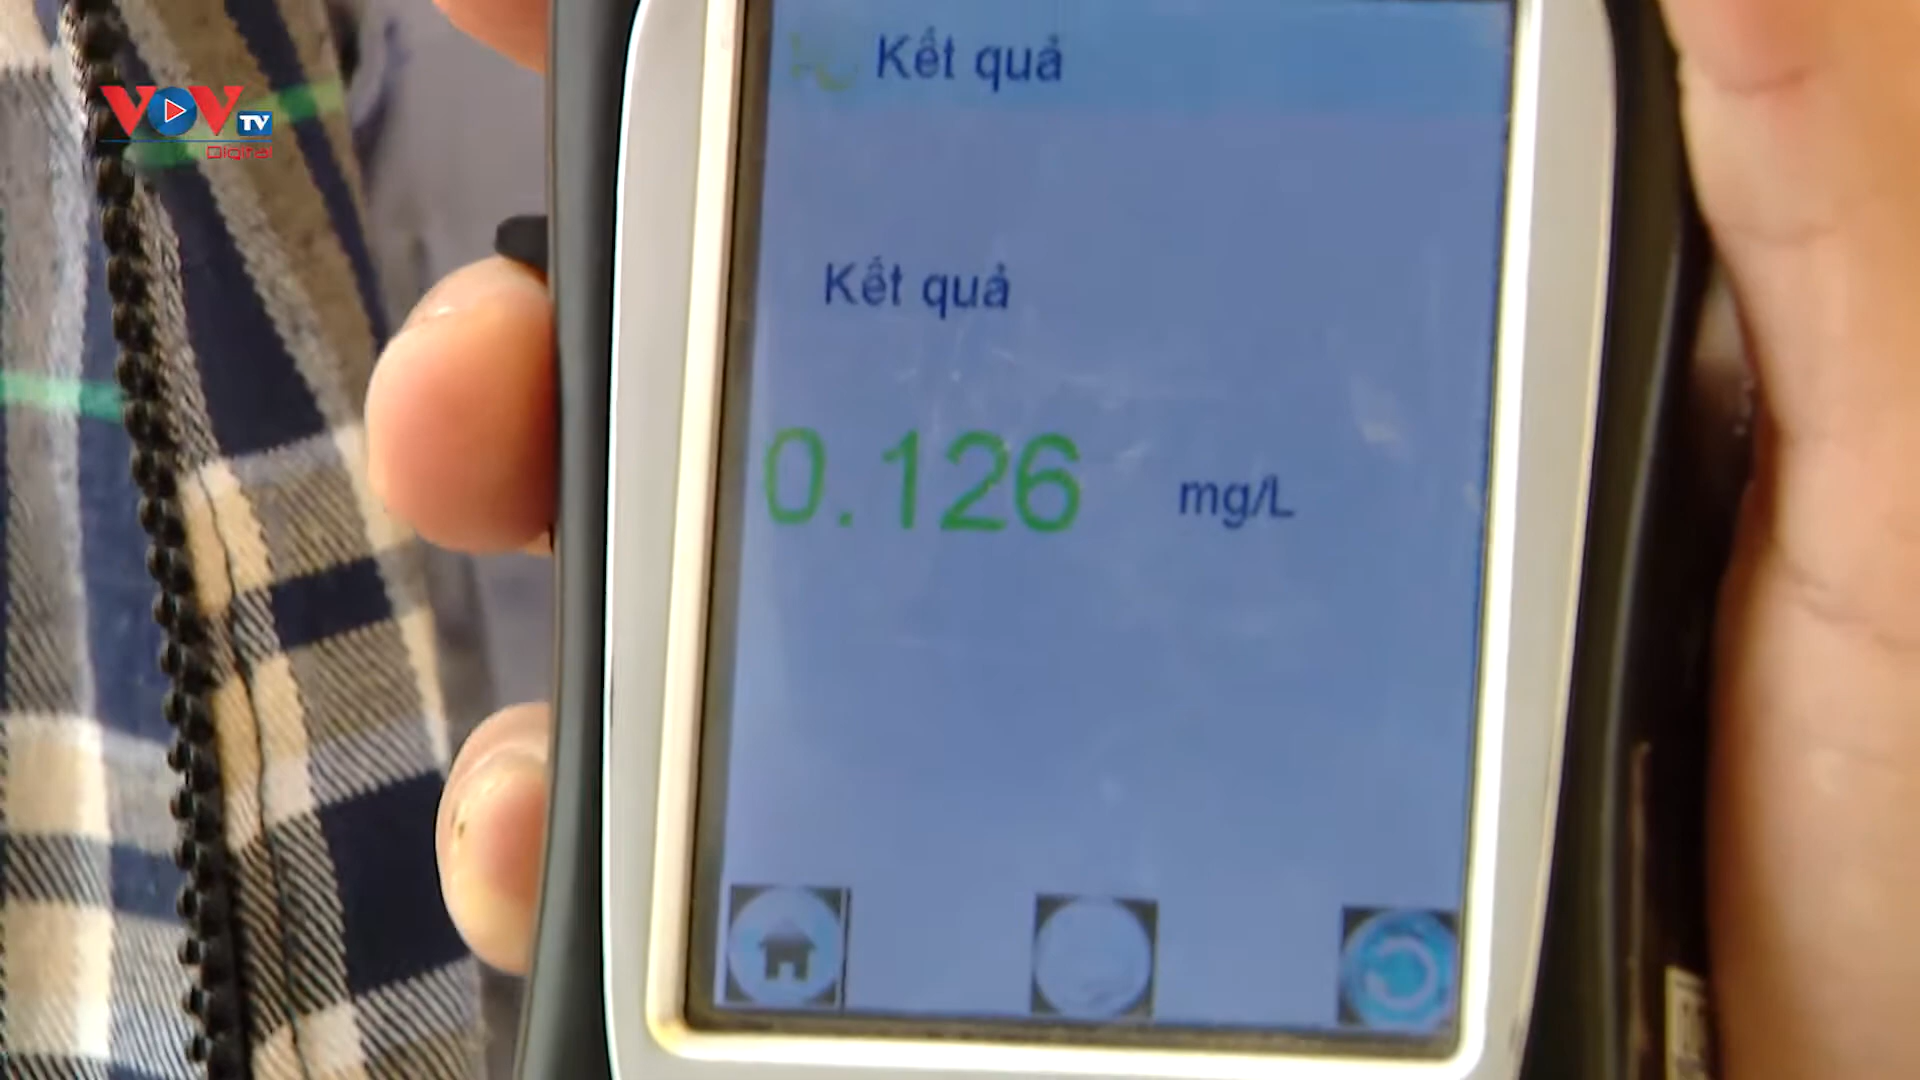 VOV TV
Digital
Kết quả
Kết quả
0.126 mg/L